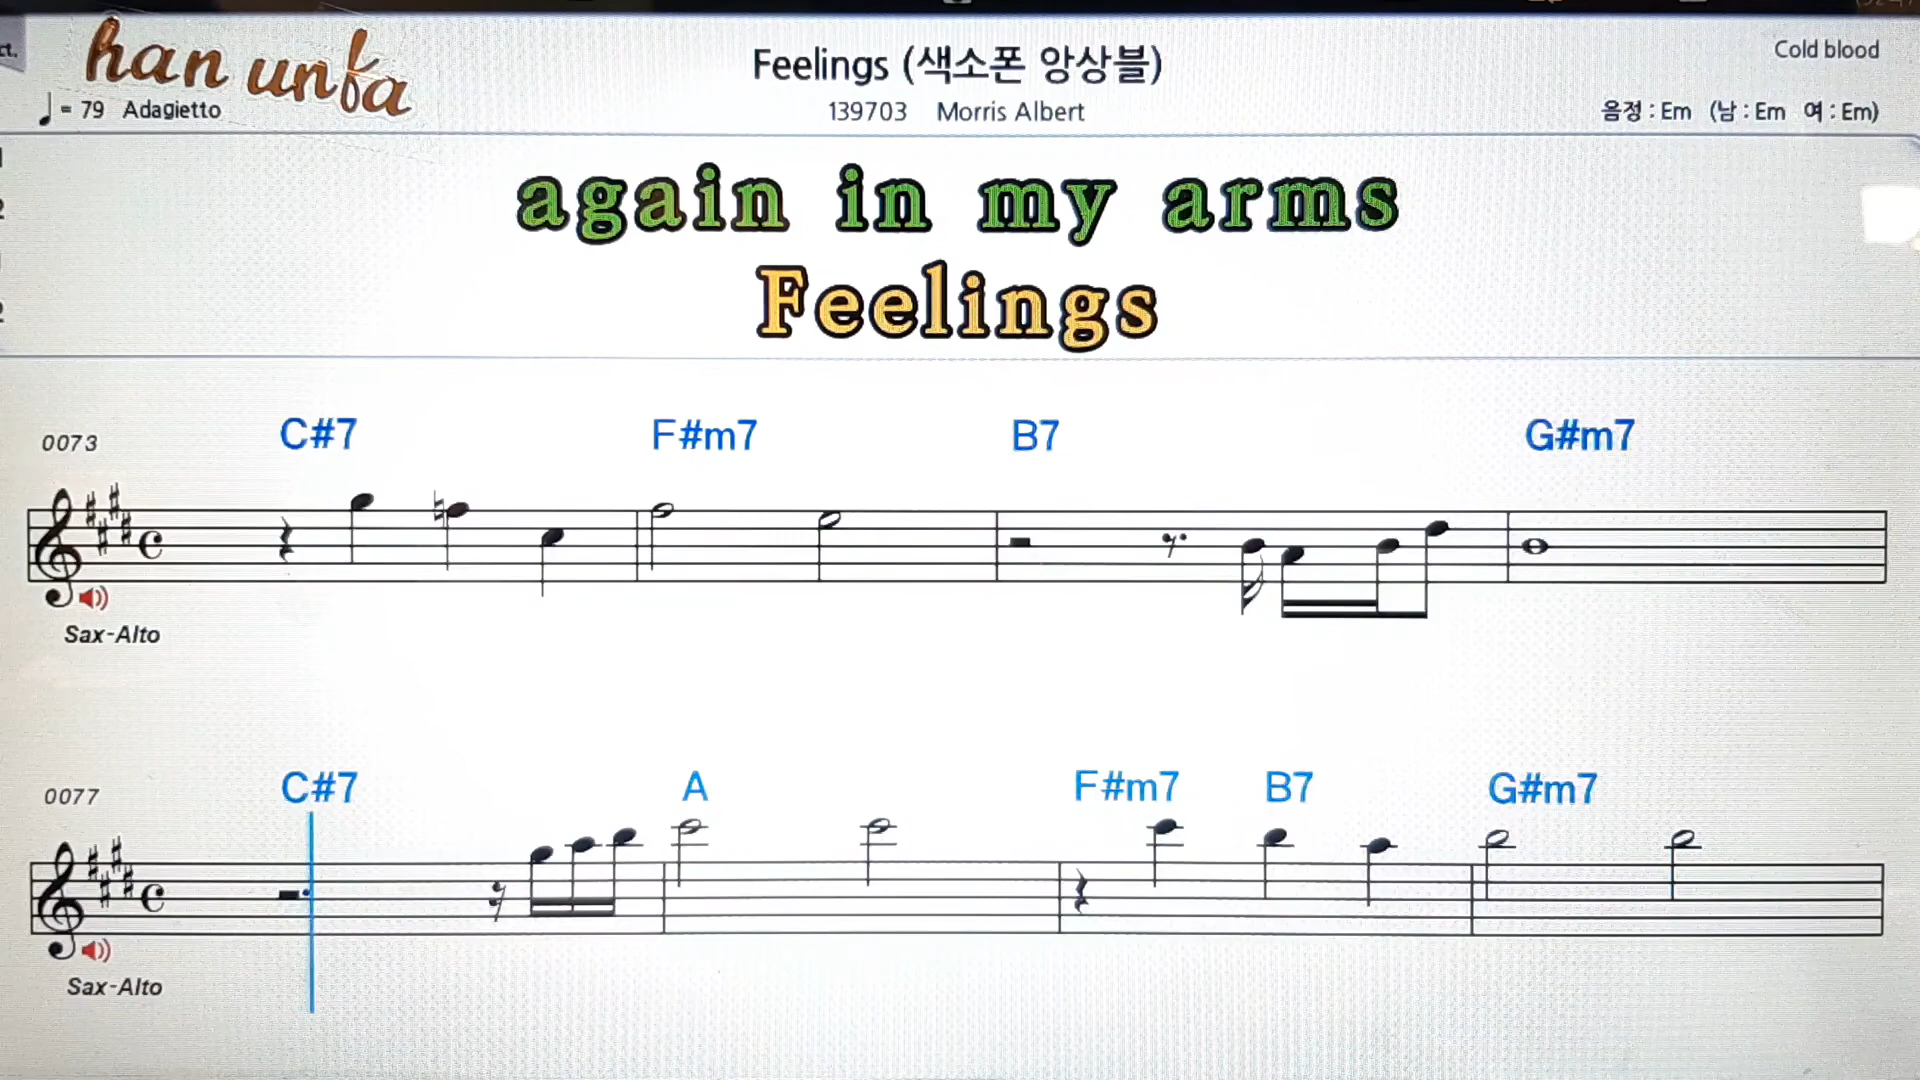 ct.
han unfa
Feelings (색소폰 앙상블)
Cold blood
♩ = 79 Adagietto
139703 Morris Albert
음정 : Em (남 : Em 여 : Em)
again in my arms
Feelings
0073
C#7 F#m7 B7 G#m7
Sax-Alto
0077
C#7 A F#m7 B7 G#m7
Sax-Alto